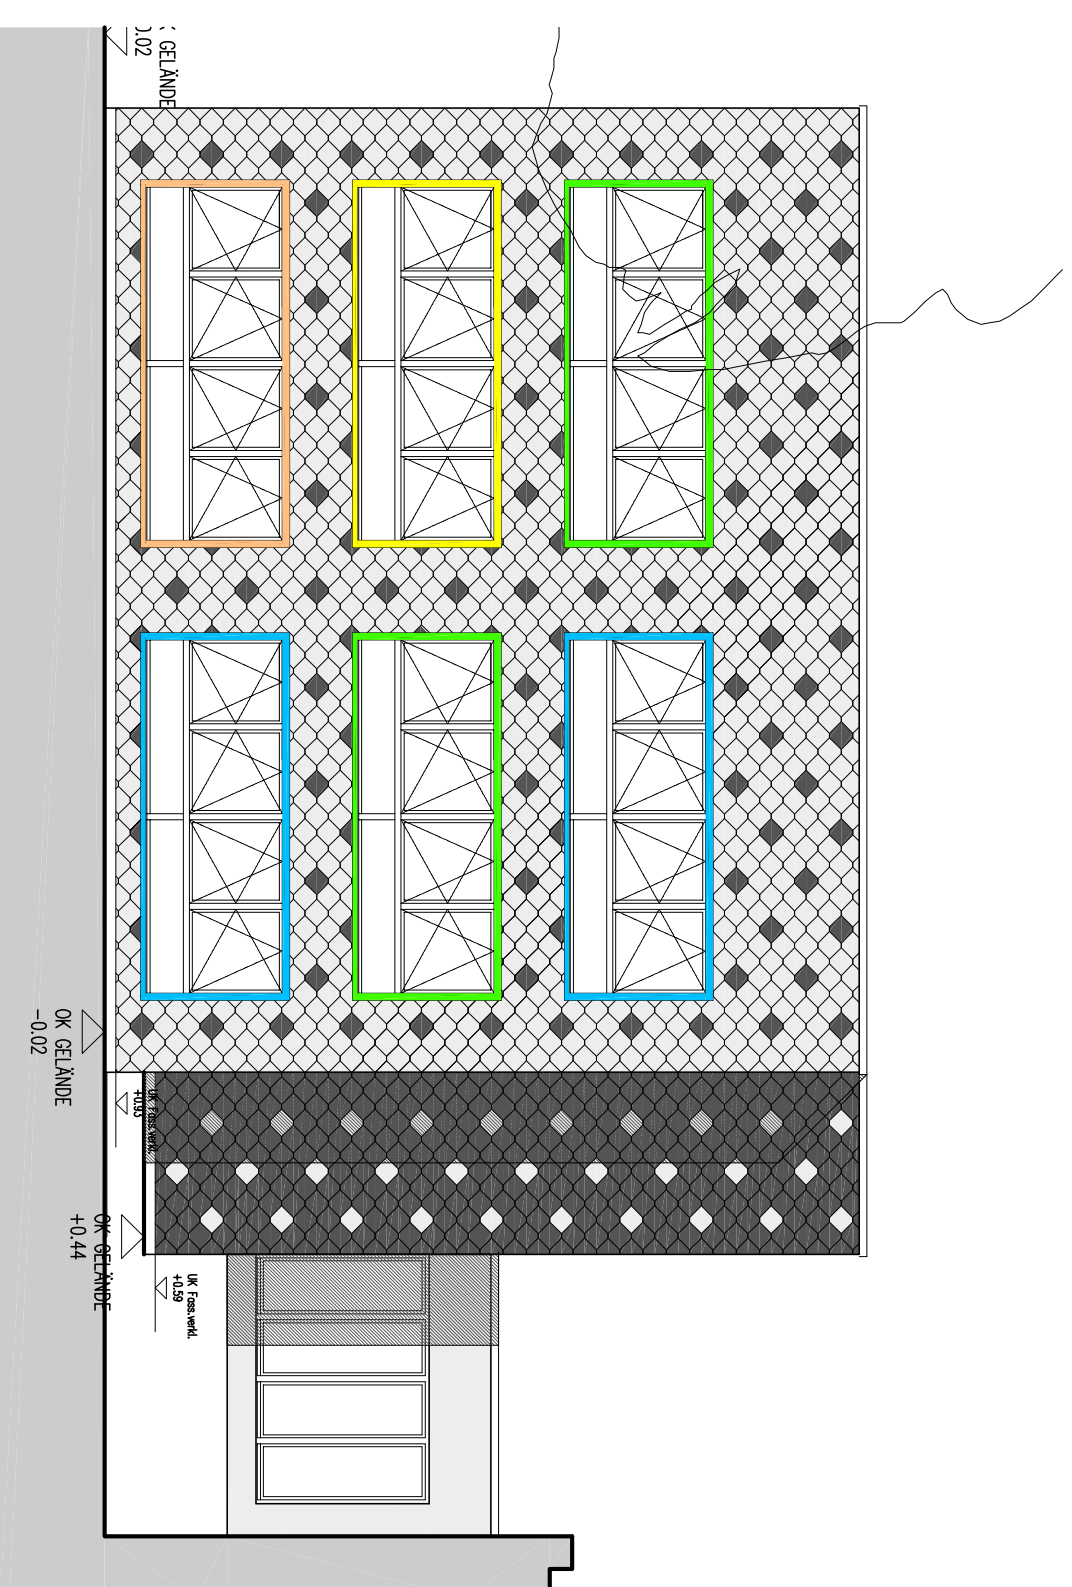 GELÄNDE
0.02
OK GELÄNDE
-0.02
UK Fass.verkl.
+0.93
OK GELÄNDE
+0.44
UK Fass.verkl.
+0.59